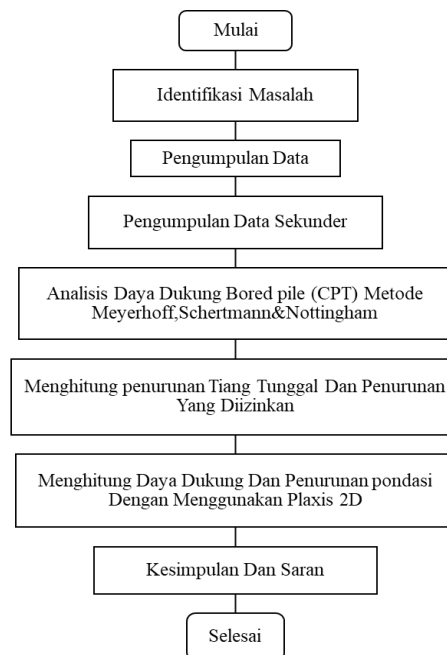 Mulai
Identifikasi Masalah
Pengumpulan Data
Pengumpulan Data Sekunder
Analisis Daya Dukung Bored pile (CPT) Metode
Meyerhoff,Schertmann&Nottingham
Menghitung penurunan Tiang Tunggal Dan Penurunan
Yang Diizinkan
Menghitung Daya Dukung Dan Penurunan pondasi
Dengan Menggunakan Plaxis 2D
Kesimpulan Dan Saran
Selesai